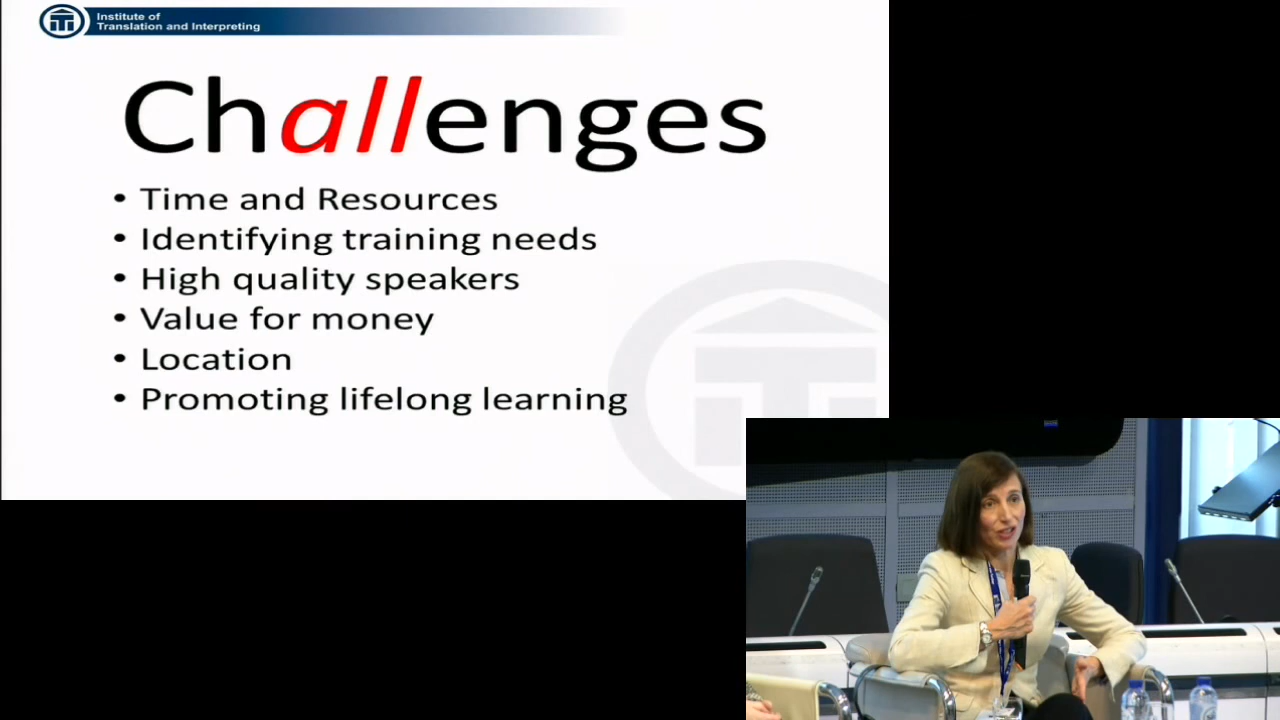 Institute of
Translation and Interpreting
Challenges
• Time and Resources
• Identifying training needs
• High quality speakers
• Value for money
• Location
• Promoting lifelong learning